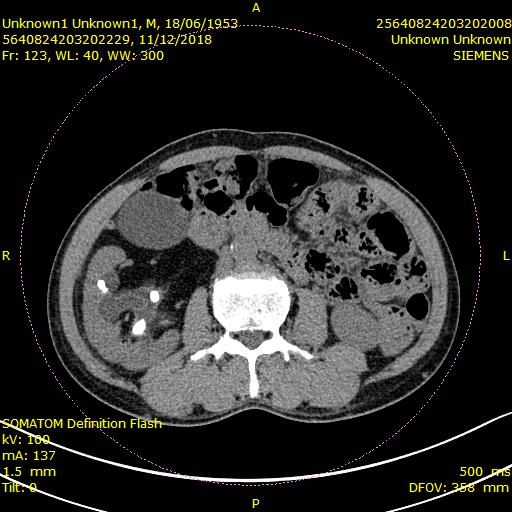 A
Unknown1 Unknown1, M, 18/06/1953
25640824203202008
5640824203202229, 11/12/2018
Unknown Unknown
Fr: 123, WL: 40, WW: 300
SIEMENS
R
L
SOMATOM Definition Flash
kV: 100
mA: 137
1.5 mm
500 ms
Tilt: 0
DFOV: 358 mm
P